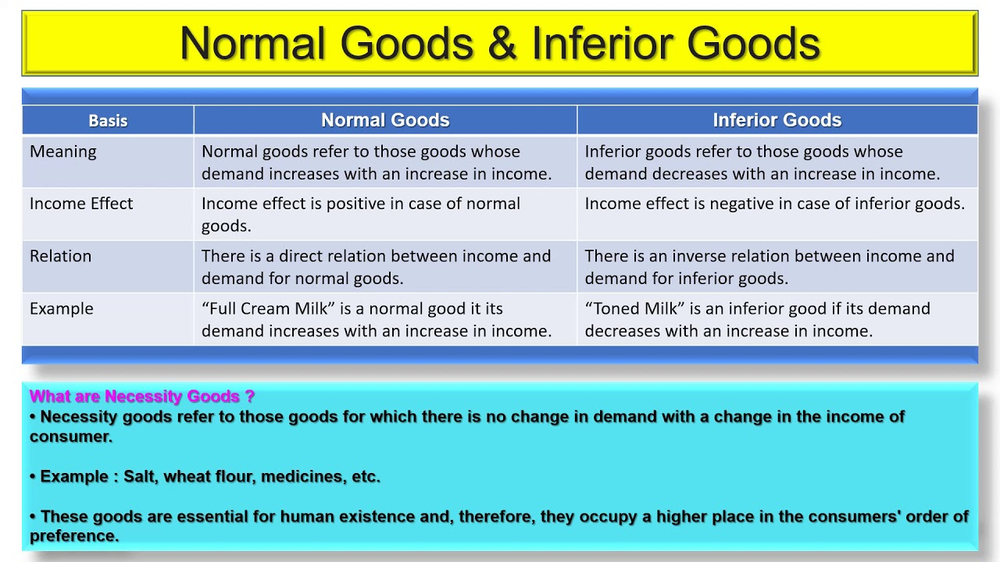 Normal Goods & Inferior Goods
Basis Normal Goods Inferior Goods
Meaning
Normal goods refer to those goods whose
demand increases with an increase in income.
Inferior goods refer to those goods whose
demand decreases with an increase in income.
Income Effect
Income effect is positive in case of normal
goods.
Income effect is negative in case of inferior goods.
Relation
There is a direct relation between income and
demand for normal goods.
There is an inverse relation between income and
demand for inferior goods.
Example
“Full Cream Milk” is a normal good it its
demand increases with an increase in income.
“Toned Milk” is an inferior good if its demand
decreases with an increase in income.
What are Necessity Goods ?
• Necessity goods refer to those goods for which there is no change in demand with a change in the income of
consumer.
• Example : Salt, wheat flour, medicines, etc.
• These goods are essential for human existence and, therefore, they occupy a higher place in the consumers' order of
preference.